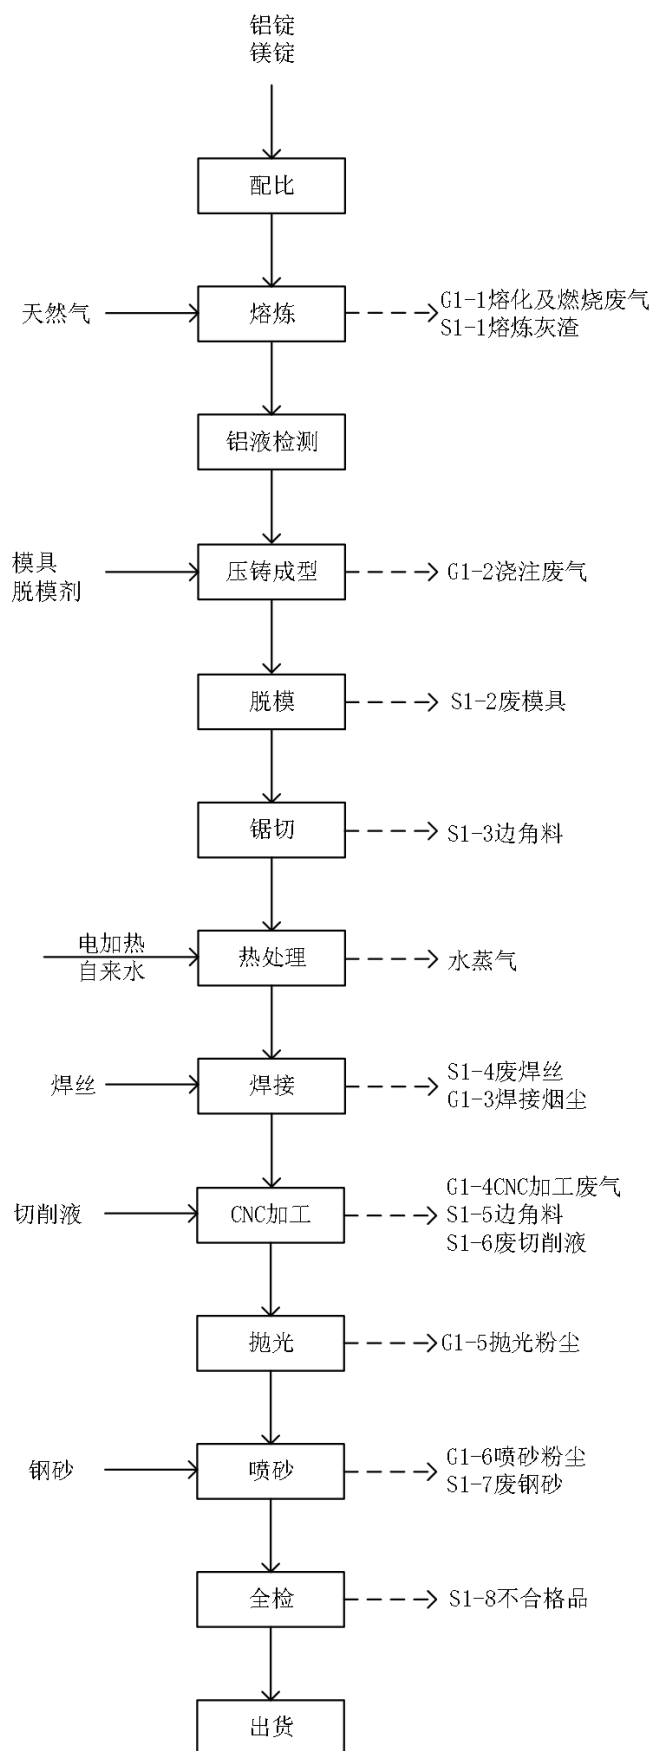 铝锭
镁锭
配比
天然气
熔炼
G1-1熔化及燃烧废气
S1-1熔炼灰渣
铝液检测
模具
脱模剂
压铸成型
G1-2浇注废气
脱模
S1-2废模具
锯切
S1-3边角料
电加热
自来水
热处理
水蒸气
焊丝
焊接
S1-4废焊丝
G1-3焊接烟尘
切削液
CNC加工
G1-4CNC加工废气
S1-5边角料
S1-6废切削液
抛光
G1-5抛光粉尘
钢砂
喷砂
G1-6喷砂粉尘
S1-7废钢砂
全检
S1-8不合格品
出货